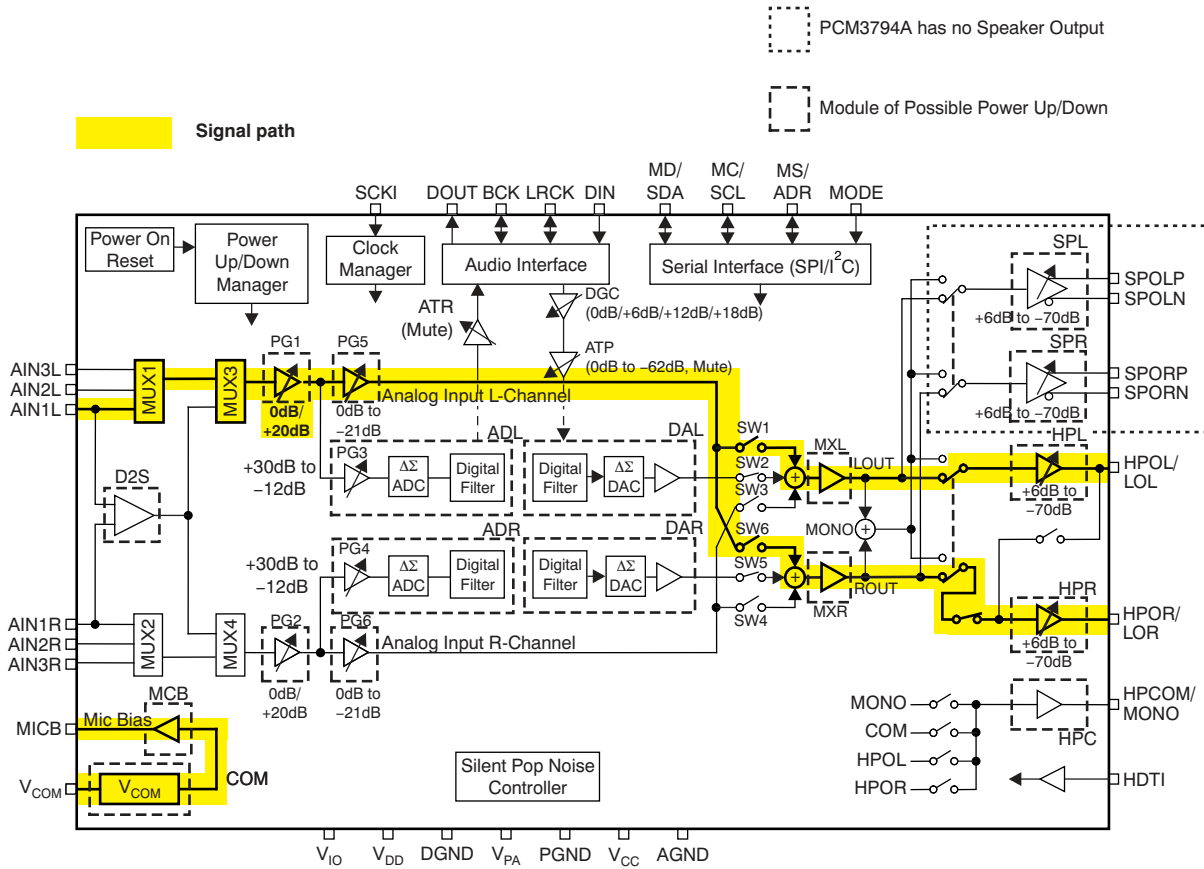 PCM3794A has no Speaker Output
Module of Possible Power Up/Down
Signal path
SCKI
DOUT
BCK
LRCK
DIN
MD/
SDA
MC/
SCL
MS/
ADR
MODE
Power On
Reset
Power
Up/Down
Manager
Clock
Manager
Audio Interface
Serial Interface (SPI/I2C)
ATR
(Mute)
DGC
(0dB/+6dB/+12dB/+18dB)
ATP
(0dB to −62dB, Mute)
SPL
+6dB to −70dB
SPOLP
SPOLN
SPR
+6dB to −70dB
SPORP
SPORN
AIN3L
AIN2L
AIN1L
MUX1
MUX3
PG1
0dB/
+20dB
PG5
0dB to
−21dB
Analog Input L-Channel
ADL
PG3
+30dB to
−12dB
ΔΣ
ADC
Digital
Filter
DAL
Digital
Filter
ΔΣ
DAC
SW1
SW2
SW3
MXL
LOUT
HPL
+6dB to
−70dB
HPOL/
LOL
D2S
ADR
PG4
+30dB to
−12dB
ΔΣ
ADC
Digital
Filter
DAR
Digital
Filter
ΔΣ
DAC
SW6
SW5
SW4
MONO
MXR
ROUT
HPR
+6dB to
−70dB
HPOR/
LOR
AIN1R
AIN2R
AIN3R
MUX2
MUX4
PG2
0dB/
+20dB
PG6
0dB to
−21dB
Analog Input R-Channel
MICB
Mic Bias
MCB
VCOM
VCOM
COM
Silent Pop Noise
Controller
MONO
COM
HPOL
HPOR
HPC
HPCOM/
MONO
HDTI
VIO
VDD
DGND
VPA
PGND
VCC
AGND